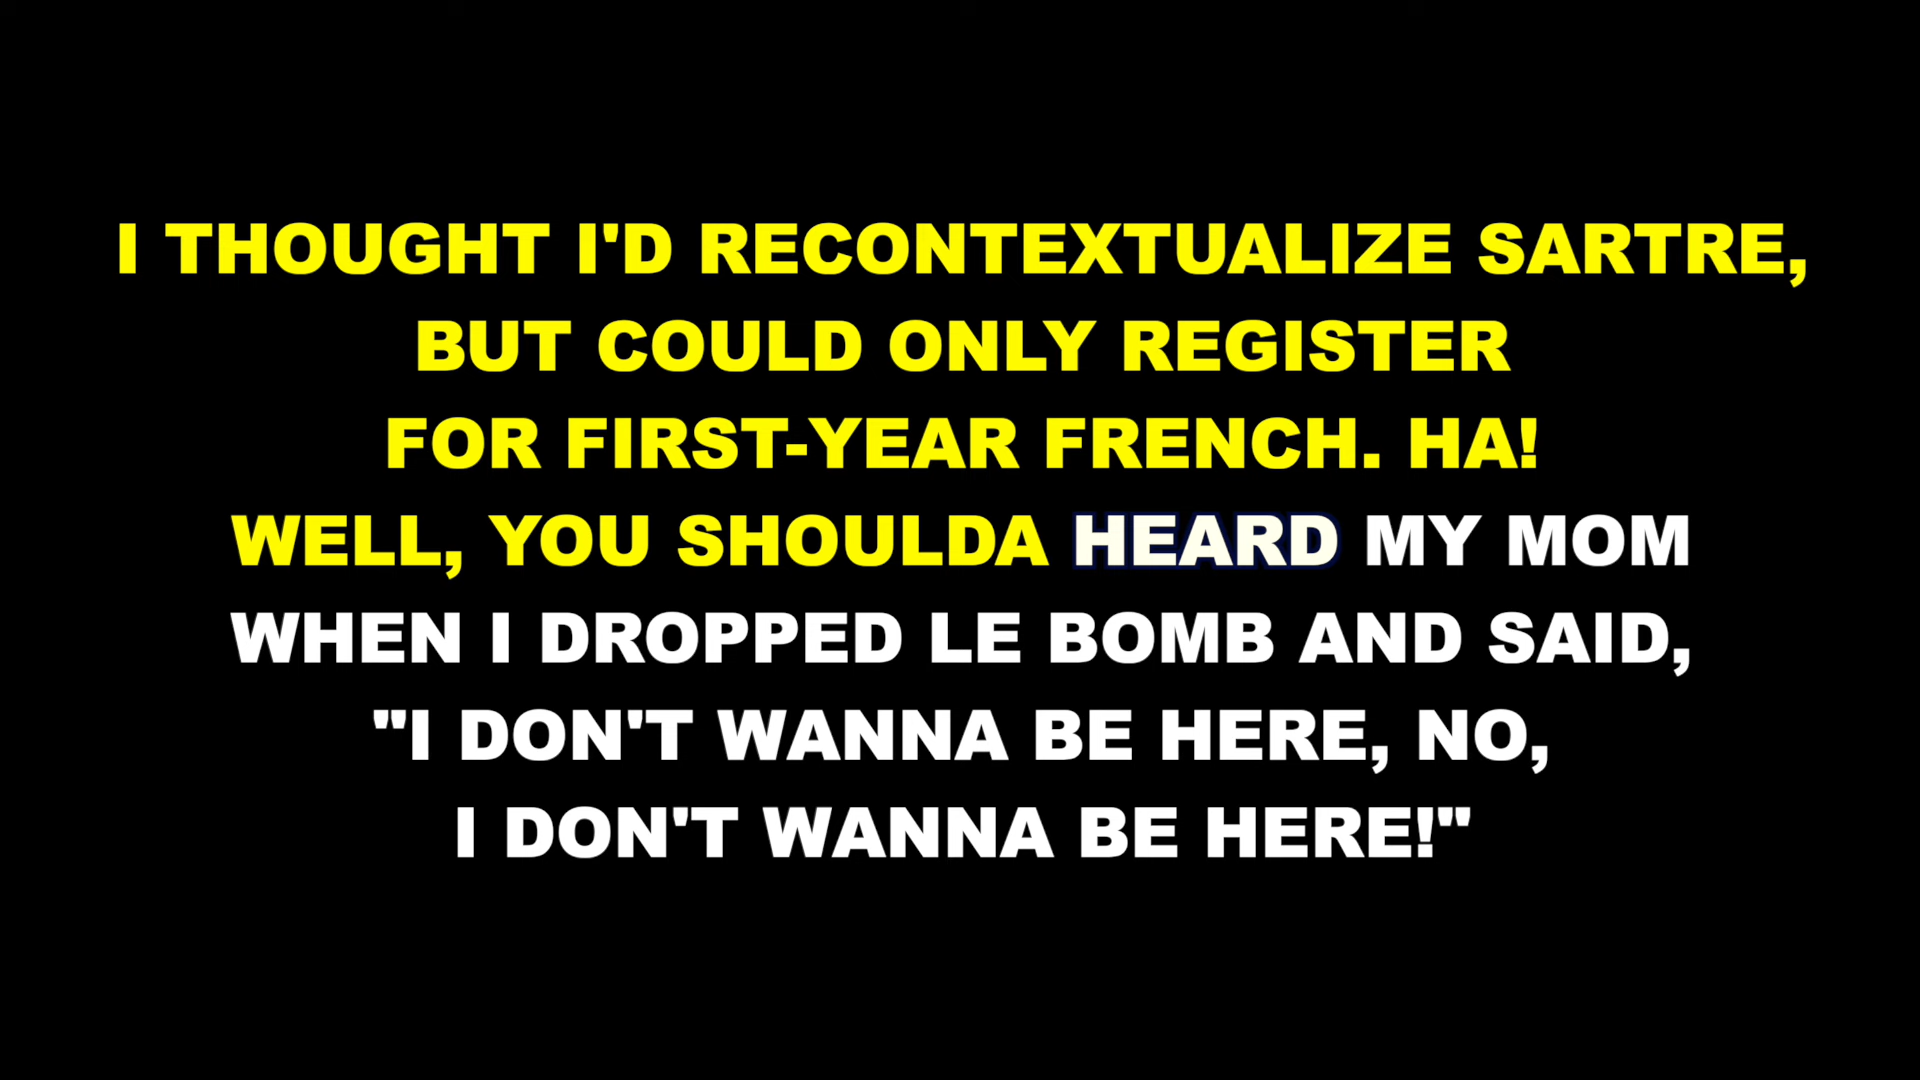 I THOUGHT I'D RECONTEXTUALIZE SARTRE,
BUT COULD ONLY REGISTER
FOR FIRST-YEAR FRENCH. HA!
WELL, YOU SHOULDA HEARD MY MOM
WHEN I DROPPED LE BOMB AND SAID,
"I DON'T WANNA BE HERE, NO,
I DON'T WANNA BE HERE!"